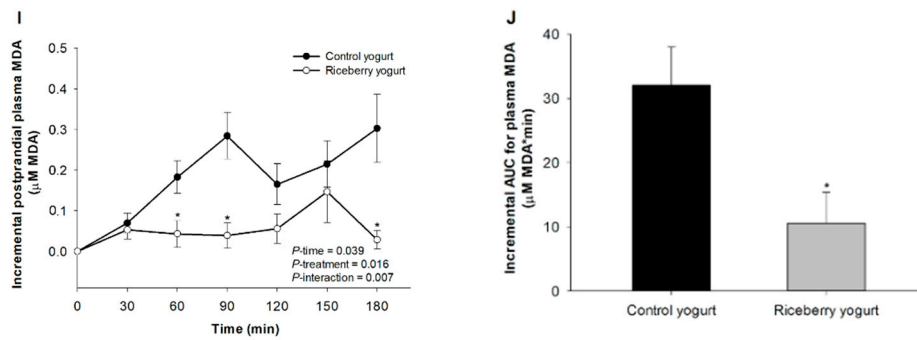 I
Incremental postprandial plasma MDA
(µM MDA)
0.5
0.4
0.3
0.2
0.1
0.0
Control yogurt
Riceberry yogurt
*
*
*
P-time = 0.039
P-treatment = 0.016
P-interaction = 0.007
0 30 60 90 120 150 180
Time (min)
J
Incremental AUC for plasma MDA
(µM MDA*min)
40
30
20
10
0
*
Control yogurt Riceberry yogurt